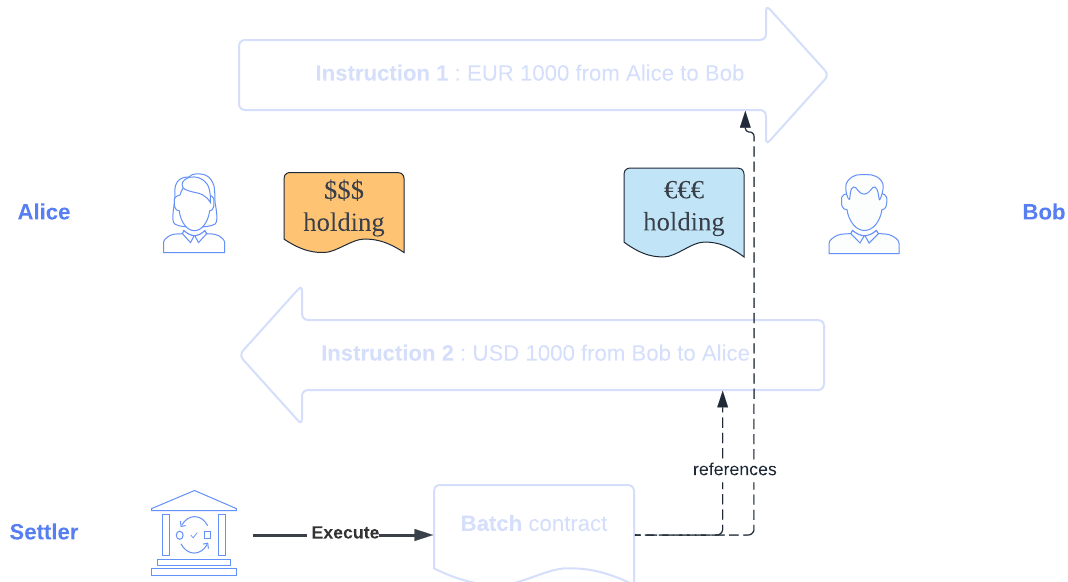 Instruction 1 : EUR 1000 from Alice to Bob
Alice
$$$
holding
€€€
holding
Bob
Instruction 2 : USD 1000 from Bob to Alice
references
Settler
Execute
Batch contract